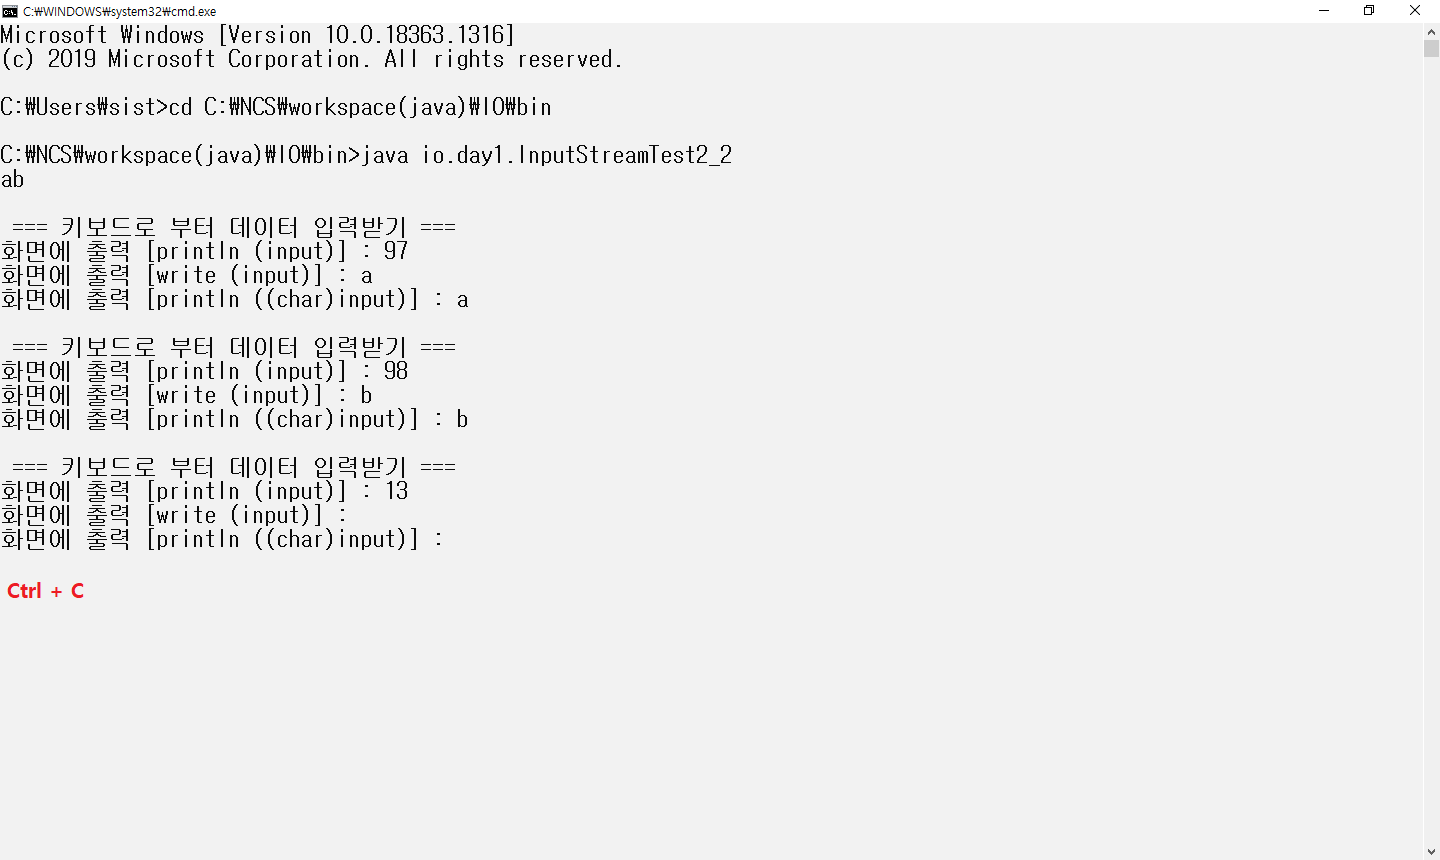 C:₩WINDOWS₩system32₩cmd.exe
Microsoft Windows [Version 10.0.18363.1316]
(c) 2019 Microsoft Corporation. All rights reserved.
C:₩Users₩sist>cd C:₩NCS₩workspace(java)₩IO₩bin
C:₩NCS₩workspace(java)₩IO₩bin>java io.day1.InputStreamTest2_2
ab
=== 키보드로 부터 데이터 입력받기 ===
화면에 출력 [println (input)] : 97
화면에 출력 [write (input)] : a
화면에 출력 [println ((char)input)] : a
=== 키보드로 부터 데이터 입력받기 ===
화면에 출력 [println (input)] : 98
화면에 출력 [write (input)] : b
화면에 출력 [println ((char)input)] : b
=== 키보드로 부터 데이터 입력받기 ===
화면에 출력 [println (input)] : 13
화면에 출력 [write (input)] :
화면에 출력 [println ((char)input)] :
Ctrl + C